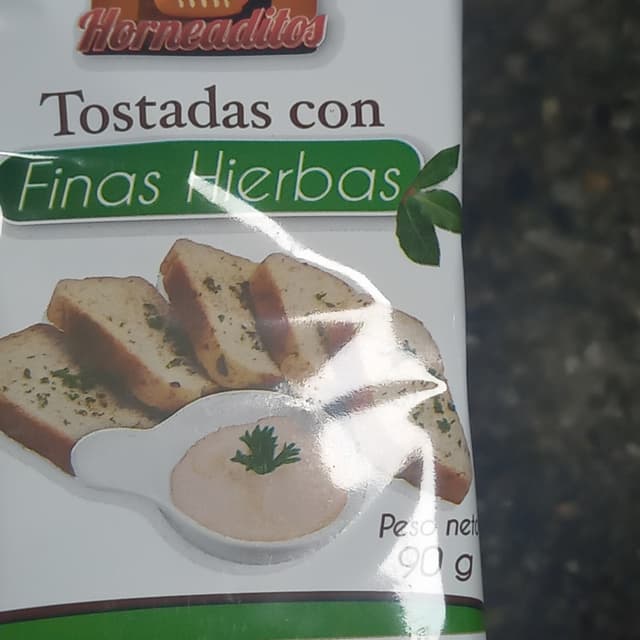 Horneaditos
Tostadas con
Finas Hierbas
Peso neto
90 g